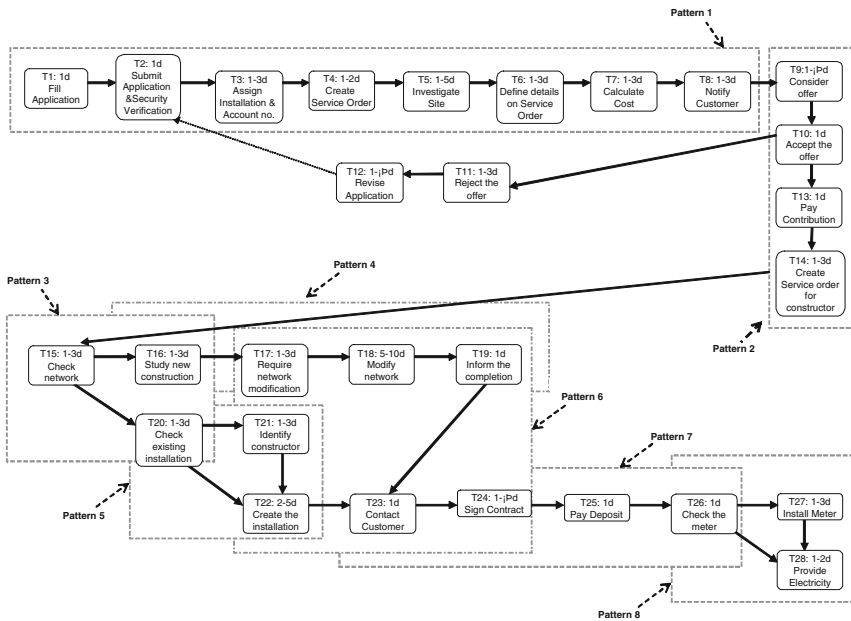 Pattern 1
T1: 1d
Fill
Application
T2: 1d
Submit
Application
&Security
Verification
T3: 1-3d
Assign
Installation &
Account no.
T4: 1-2d
Create
Service Order
T5: 1-5d
Investigate
Site
T6: 1-3d
Define details
on Service
Order
T7: 1-3d
Calculate
Cost
T8: 1-3d
Notify
Customer
T9:1-¡Þd
Consider
offer
T10: 1d
Accept the
offer
T11: 1-3d
Reject the
offer
T12: 1-¡Þd
Revise
Application
T13: 1d
Pay
Contribution
T14: 1-3d
Create
Service order
for
constructor
Pattern 2
Pattern 3
Pattern 4
T15: 1-3d
Check
network
T16: 1-3d
Study new
construction
T17: 1-3d
Require
network
modification
T18: 5-10d
Modify
network
T19: 1d
Inform the
completion
Pattern 6
T20: 1-3d
Check
existing
installation
T21: 1-3d
Identify
constructor
Pattern 7
Pattern 5
T22: 2-5d
Create the
installation
T23: 1d
Contact
Customer
T24: 1-¡Þd
Sign Contract
T25: 1d
Pay Deposit
T26: 1d
Check the
meter
T27: 1-3d
Install Meter
T28: 1-2d
Provide
Electricity
Pattern 8